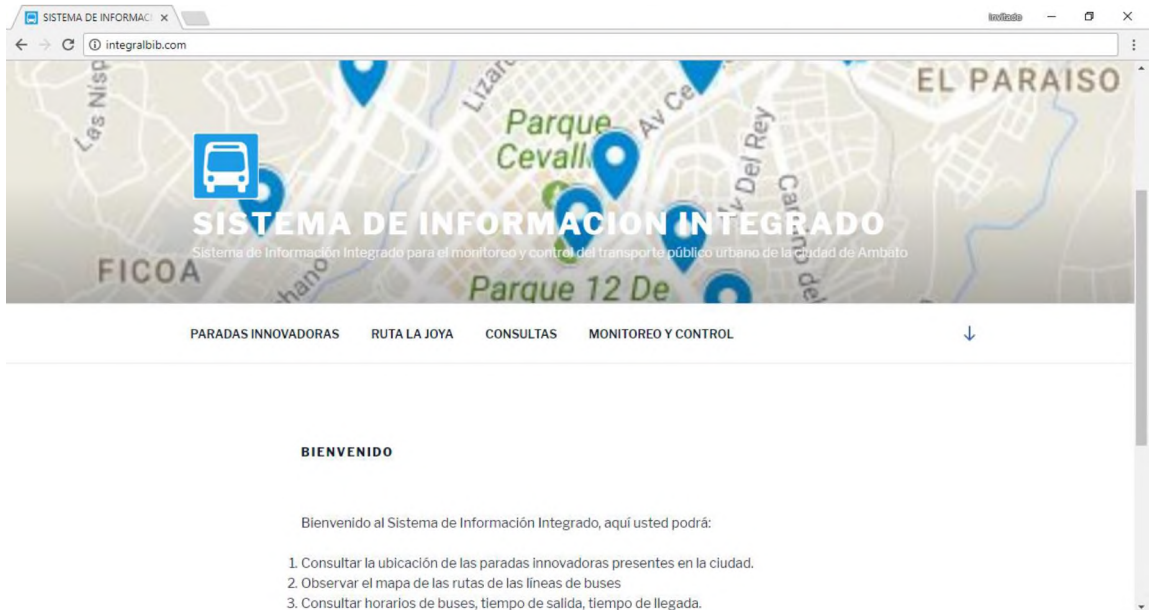 SISTEMA DE INFORMACI
Invitado
integralbib.com
Las Nísp
Lizar
Parque
Cevall
Av Ce
Del Rey
EL PARAISO
SISTEMA DE INFORMACIÓN INTEGRADO
Sistema de Información Integrado para el monitoreo y control del transporte público urbano de la ciudad de Ambato
FICOA
hano
Parque 12 De
PARADAS INNOVADORAS RUTA LA JOYA CONSULTAS MONITOREO Y CONTROL
BIENVENIDO
Bienvenido al Sistema de Información Integrado, aquí usted podrá:
1. Consultar la ubicación de las paradas innovadoras presentes en la ciudad.
2. Observar el mapa de las rutas de las líneas de buses
3. Consultar horarios de buses, tiempo de salida, tiempo de llegada.